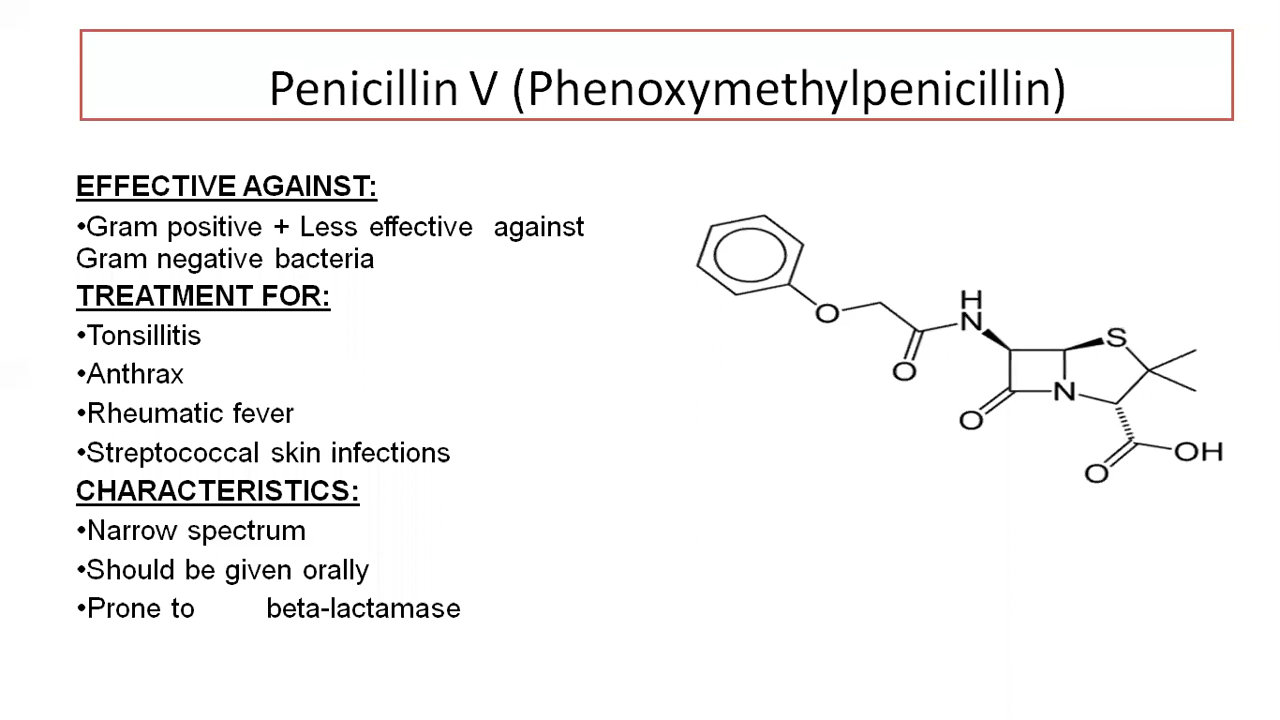 Penicillin V (Phenoxymethylpenicillin)
EFFECTIVE AGAINST:
•Gram positive + Less effective against
Gram negative bacteria
TREATMENT FOR:
•Tonsillitis
•Anthrax
•Rheumatic fever
•Streptococcal skin infections
CHARACTERISTICS:
•Narrow spectrum
•Should be given orally
•Prone to beta-lactamase
H
N
S
O
O
N
O
OH
O